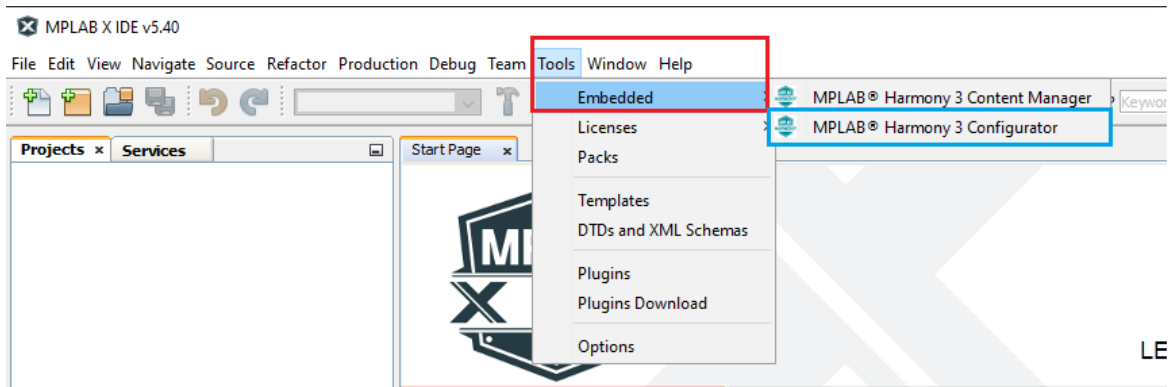 MPLAB X IDE v5.40
File Edit View Navigate Source Refactor Production Debug Team Tools Window Help
Embedded
MPLAB® Harmony 3 Content Manager
Licenses
MPLAB® Harmony 3 Configurator
Projects × Services
Start Page ×
Packs
Templates
DTDs and XML Schemas
Plugins
Plugins Download
Options
X